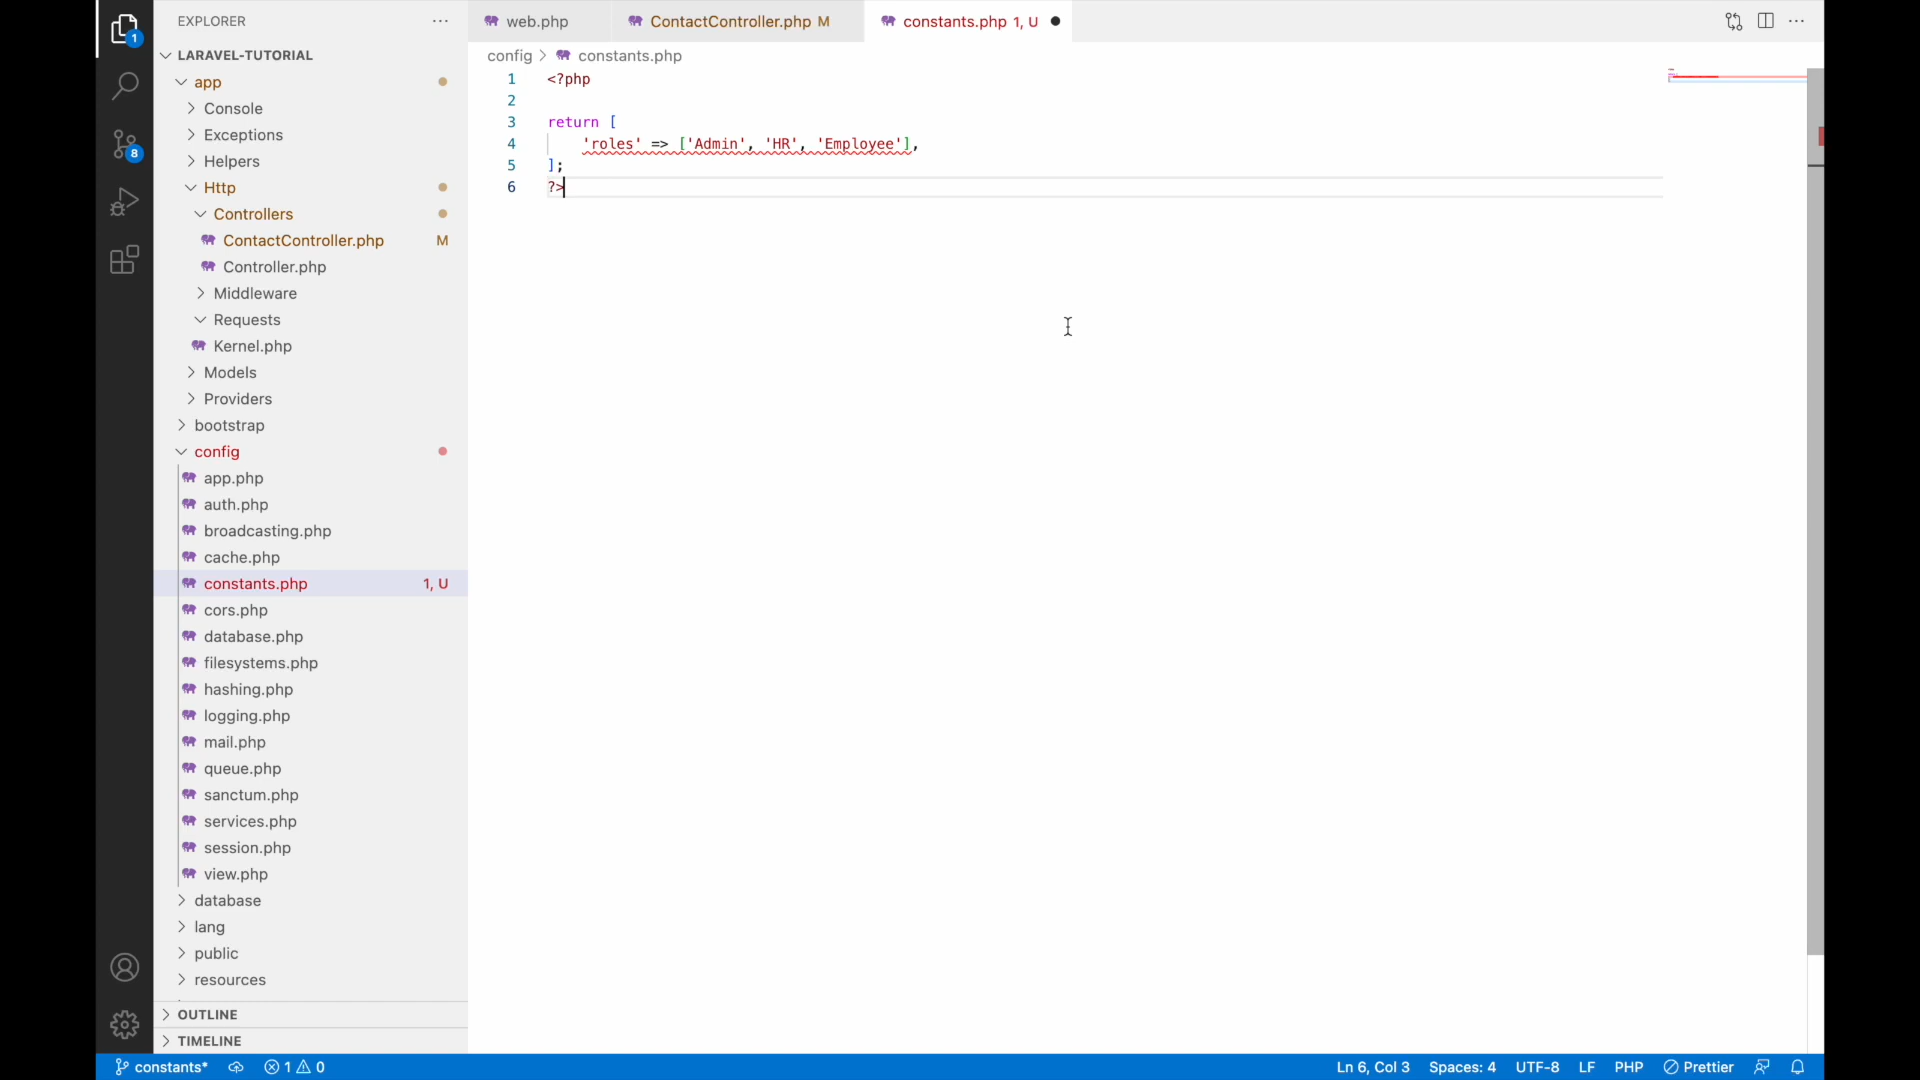 EXPLORER
LARAVEL-TUTORIAL
app
Console
Exceptions
Helpers
Http
Controllers
ContactController.php M
Controller.php
Middleware
Requests
Kernel.php
Models
Providers
bootstrap
config
app.php
auth.php
broadcasting.php
cache.php
constants.php 1, U
cors.php
database.php
filesystems.php
hashing.php
logging.php
mail.php
queue.php
sanctum.php
services.php
session.php
view.php
database
lang
public
resources
OUTLINE
TIMELINE
1
8
web.php ContactController.php M constants.php 1, U
config > constants.php
1 <?php
2
3 return [
4 'roles' => ['Admin', 'HR', 'Employee'],
5 ];
6 ?>
constants* 1 0 Ln 6, Col 3 Spaces: 4 UTF-8 LF PHP Prettier